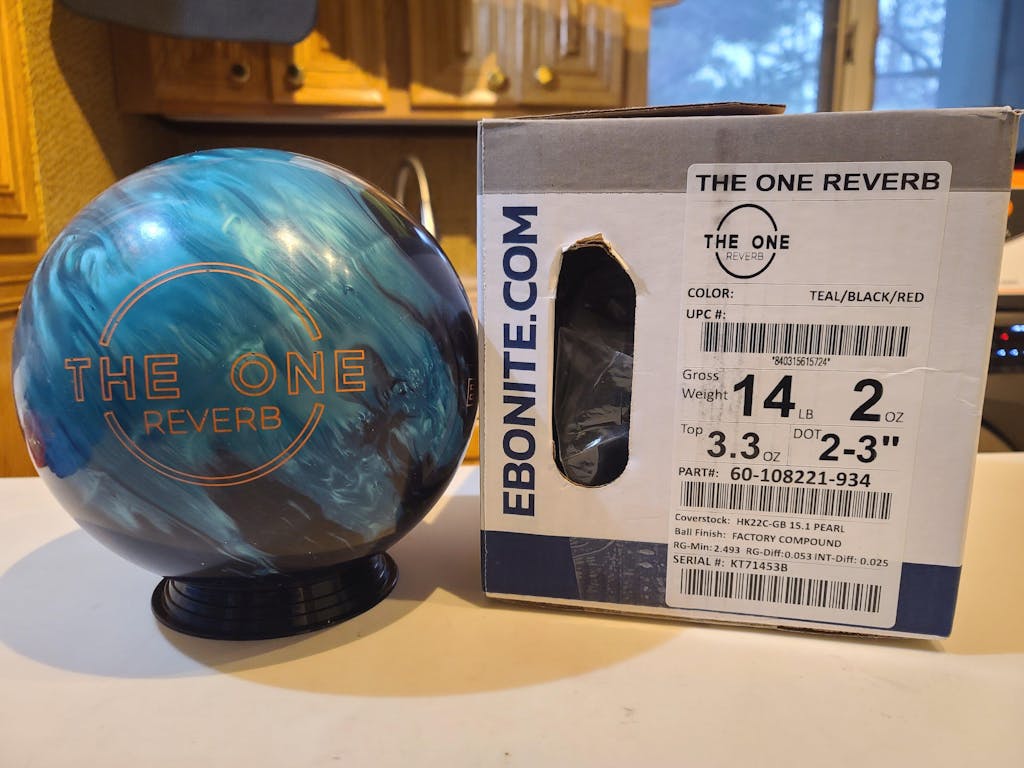 THE ONE
REVERB
EBONITE.COM
THE ONE REVERB
THE ONE
REVERB
COLOR: TEAL/BLACK/RED
UPC #:
*840315615724*
Gross Weight 14 LB 2 OZ
Top 3.3 OZ DOT 2-3"
PART#: 60-108221-934
Coverstock: HK22C-GB 15.1 PEARL
Ball Finish: FACTORY COMPOUND
RG-Min: 2.493 RG-Diff: 0.053 INT-Diff: 0.025
SERIAL #: KT71453B